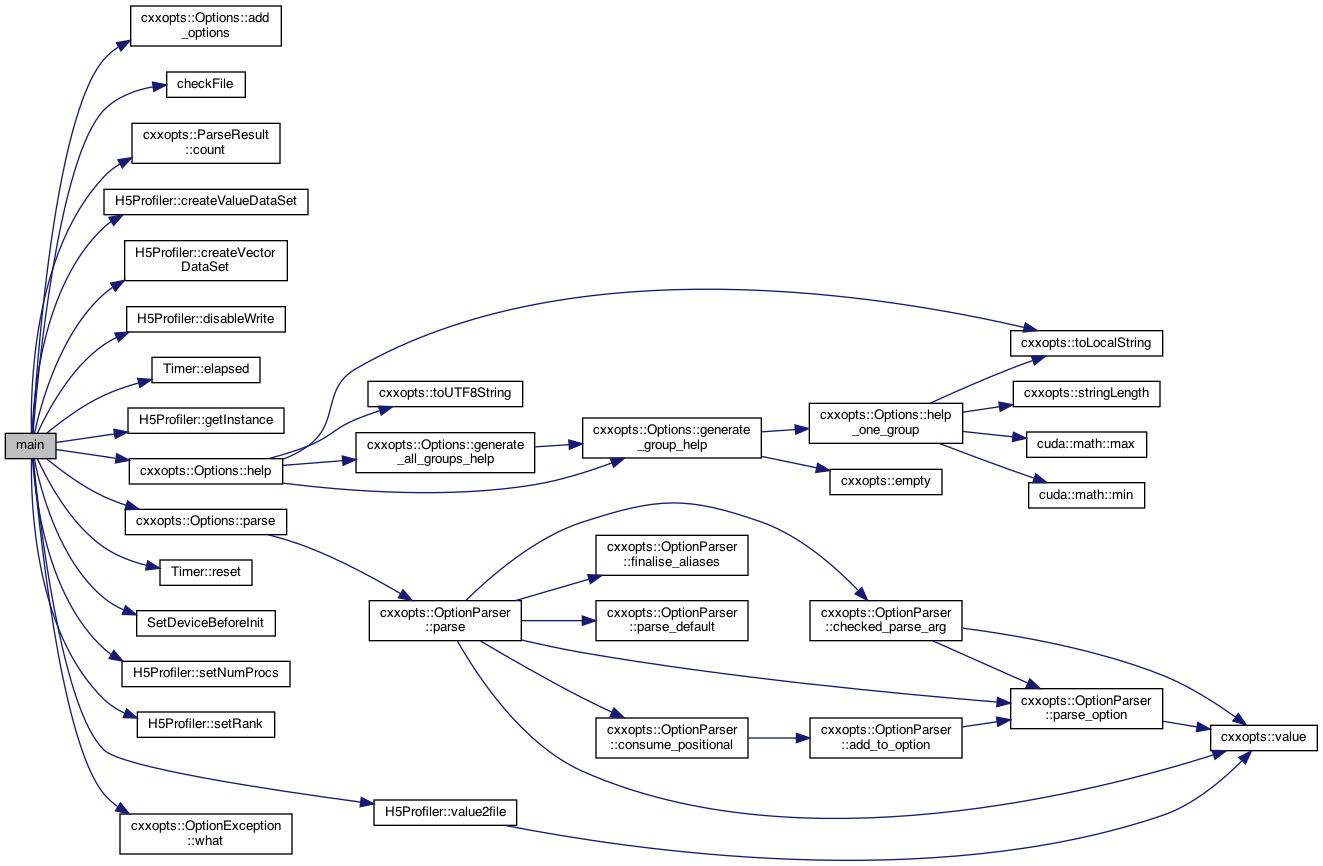 main
cxxopts::Options::add
_options
checkFile
cxxopts::ParseResult
::count
H5Profiler::createValueDataSet
H5Profiler::createVector
DataSet
H5Profiler::disableWrite
Timer::elapsed
H5Profiler::getInstance
cxxopts::Options::help
cxxopts::Options::parse
Timer::reset
SetDeviceBeforeInit
H5Profiler::setNumProcs
H5Profiler::setRank
H5Profiler::value2file
cxxopts::OptionException
::what
cxxopts::toUTF8String
cxxopts::Options::generate
_all_groups_help
cxxopts::OptionParser
::parse
cxxopts::Options::generate
_group_help
cxxopts::OptionParser
::finalise_aliases
cxxopts::OptionParser
::parse_default
cxxopts::OptionParser
::consume_positional
cxxopts::Options::help
_one_group
cxxopts::empty
cxxopts::OptionParser
::checked_parse_arg
cxxopts::OptionParser
::add_to_option
cxxopts::toLocalString
cxxopts::stringLength
cuda::math::max
cuda::math::min
cxxopts::OptionParser
::parse_option
cxxopts::value